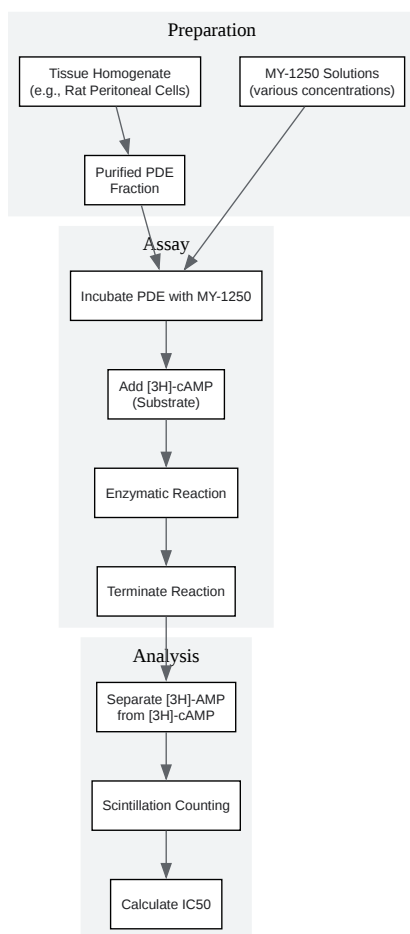 Preparation
Tissue Homogenate
(e.g., Rat Peritoneal Cells)
MY-1250 Solutions
(various concentrations)
Purified PDE
Fraction
Assay
Incubate PDE with MY-1250
Add [3H]-cAMP
(Substrate)
Enzymatic Reaction
Terminate Reaction
Analysis
Separate [3H]-AMP
from [3H]-cAMP
Scintillation Counting
Calculate IC50